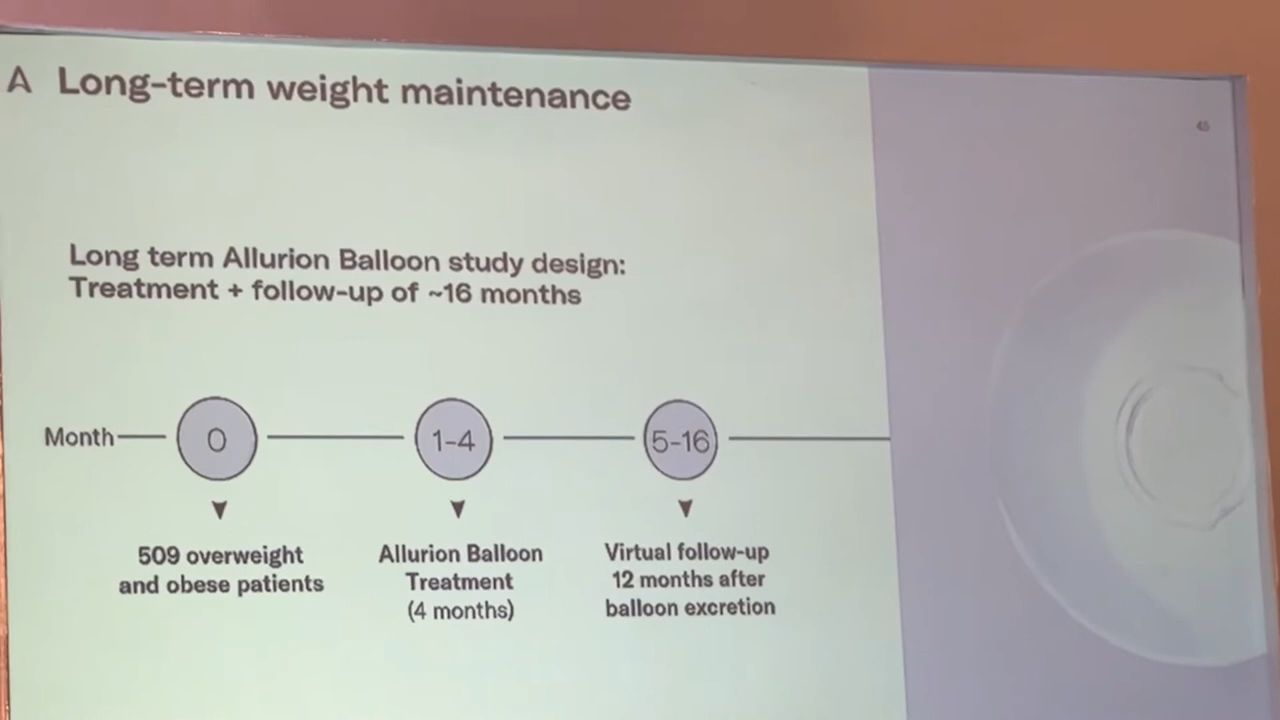 A Long-term weight maintenance
Long term Allurion Balloon study design:
Treatment + follow-up of ~16 months
Month
0
1-4
5-16
509 overweight
and obese patients
Allurion Balloon
Treatment
(4 months)
Virtual follow-up
12 months after
balloon excretion